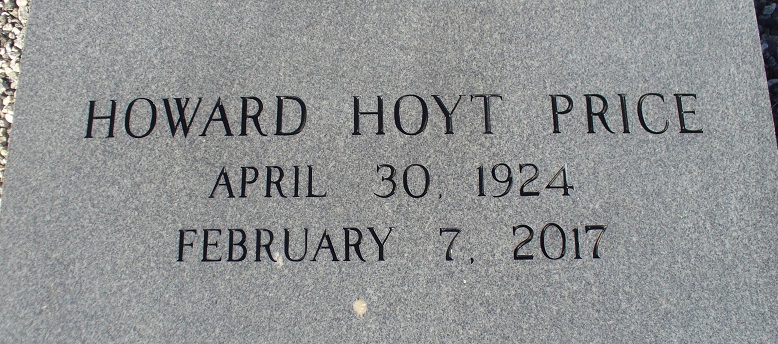 HOWARD HOYT PRICE
APRIL 30, 1924
FEBRUARY 7, 2017